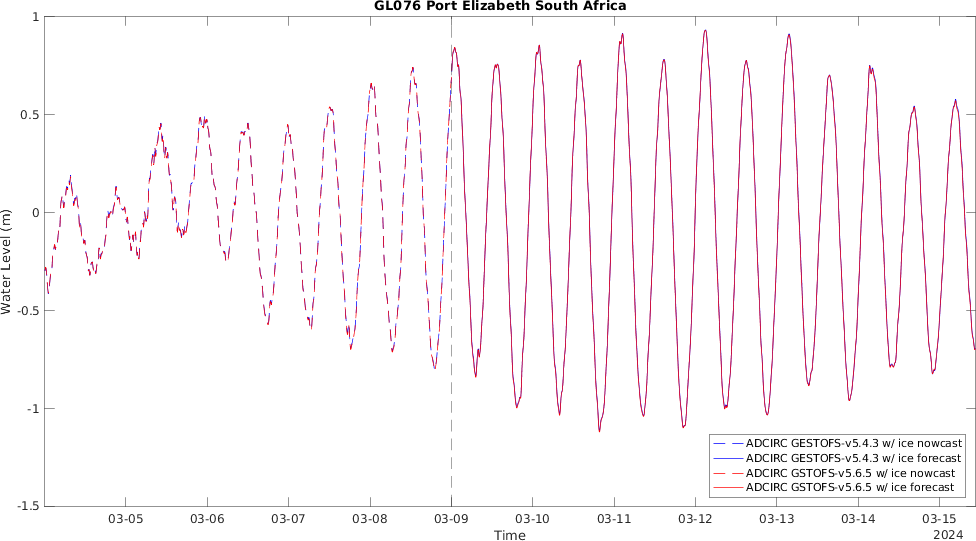 GL076 Port Elizabeth South Africa
1
0.5
0
-0.5
-1
-1.5
Water Level (m)
ADCIRC GESTOFS-v5.4.3 w/ ice nowcast
ADCIRC GESTOFS-v5.4.3 w/ ice forecast
ADCIRC GSTOFS-v5.6.5 w/ ice nowcast
ADCIRC GSTOFS-v5.6.5 w/ ice forecast
03-05 03-06 03-07 03-08 03-09 03-10 03-11 03-12 03-13 03-14 03-15
Time
2024